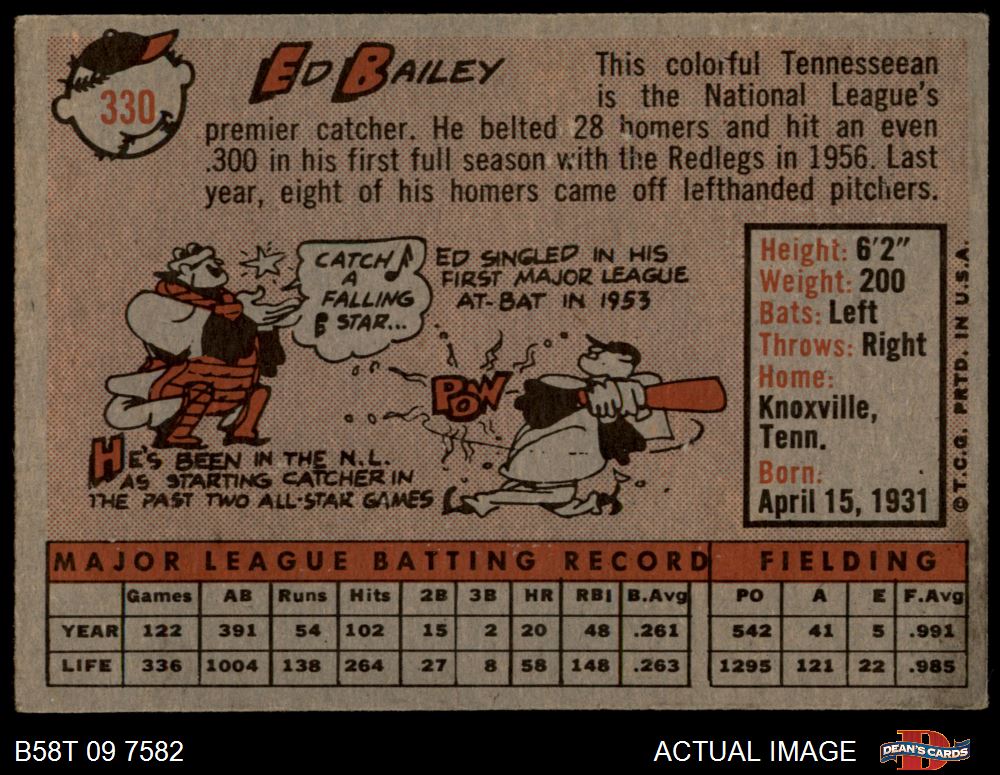 330
ED BAILEY
This colorful Tennesseean
is the National League's
premier catcher. He belted 28 homers and hit an even
.300 in his first full season with the Redlegs in 1956. Last
year, eight of his homers came off lefthanded pitchers.
CATCH
A
FALLING
STAR...
ED SINGLED IN HIS
FIRST MAJOR LEAGUE
AT-BAT IN 1953
POW
HE'S BEEN IN THE N.L.
AS STARTING CATCHER IN
THE PAST TWO ALL-STAR GAMES
Height: 6'2"
Weight: 200
Bats: Left
Throws: Right
Home:
Knoxville,
Tenn.
Born:
April 15, 1931
© T.C.G. PRTD. IN U.S.A.
MAJOR LEAGUE BATTING RECORD FIELDING
Games AB Runs Hits 2B 3B HR RBI B.Avg PO A E F.Avg
YEAR 122 391 54 102 15 2 20 48 .261 542 41 5 .991
LIFE 336 1004 138 264 27 8 58 148 .263 1295 121 22 .985
B58T 09 7582 ACTUAL IMAGE DEAN'S CARDS